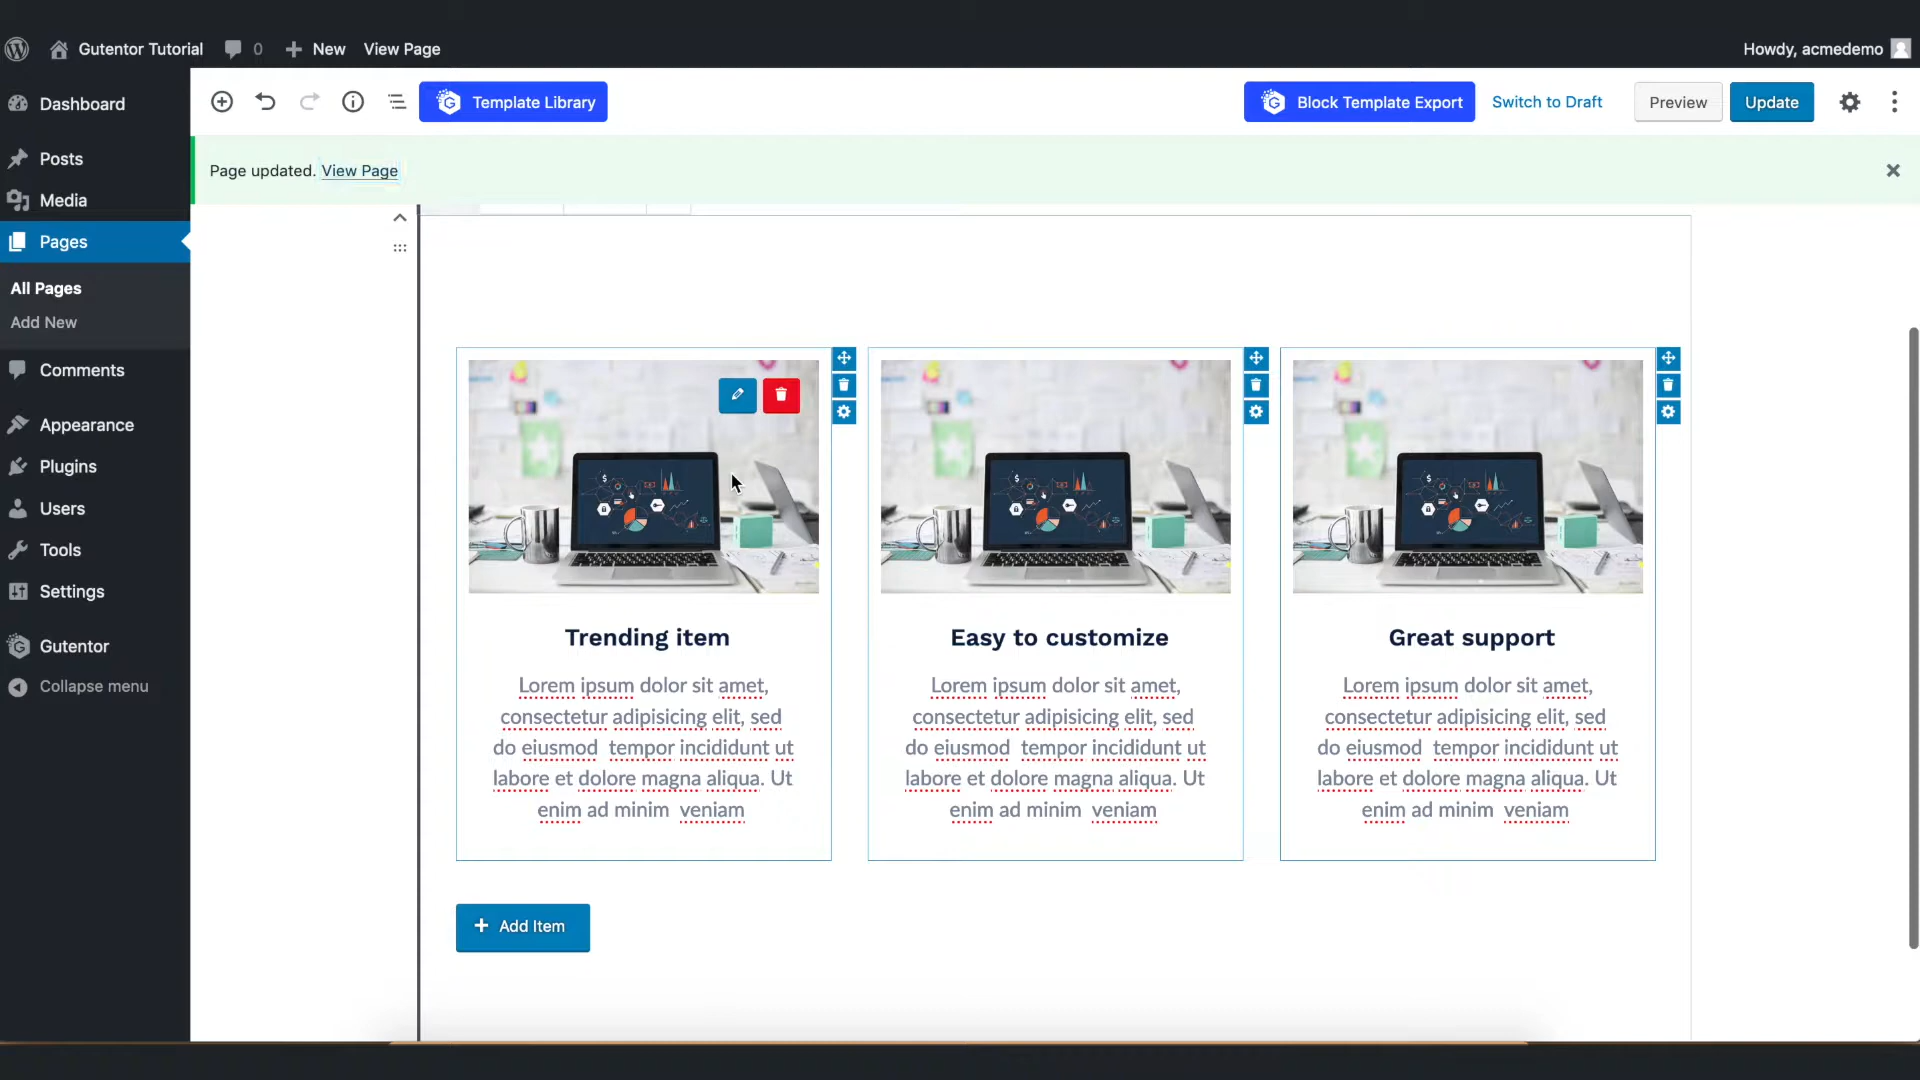 Gutentor Tutorial 0 New View Page Howdy, acmedemo
Dashboard
Posts
Media
Pages
All Pages
Add New
Comments
Appearance
Plugins
Users
Tools
Settings
Gutentor
Collapse menu
Template Library Block Template Export Switch to Draft Preview Update
Page updated. View Page
Trending item
Lorem ipsum dolor sit amet,
consectetur adipisicing elit, sed
do eiusmod tempor incididunt ut
labore et dolore magna aliqua. Ut
enim ad minim veniam
Easy to customize
Lorem ipsum dolor sit amet,
consectetur adipisicing elit, sed
do eiusmod tempor incididunt ut
labore et dolore magna aliqua. Ut
enim ad minim veniam
Great support
Lorem ipsum dolor sit amet,
consectetur adipisicing elit, sed
do eiusmod tempor incididunt ut
labore et dolore magna aliqua. Ut
enim ad minim veniam
Add Item